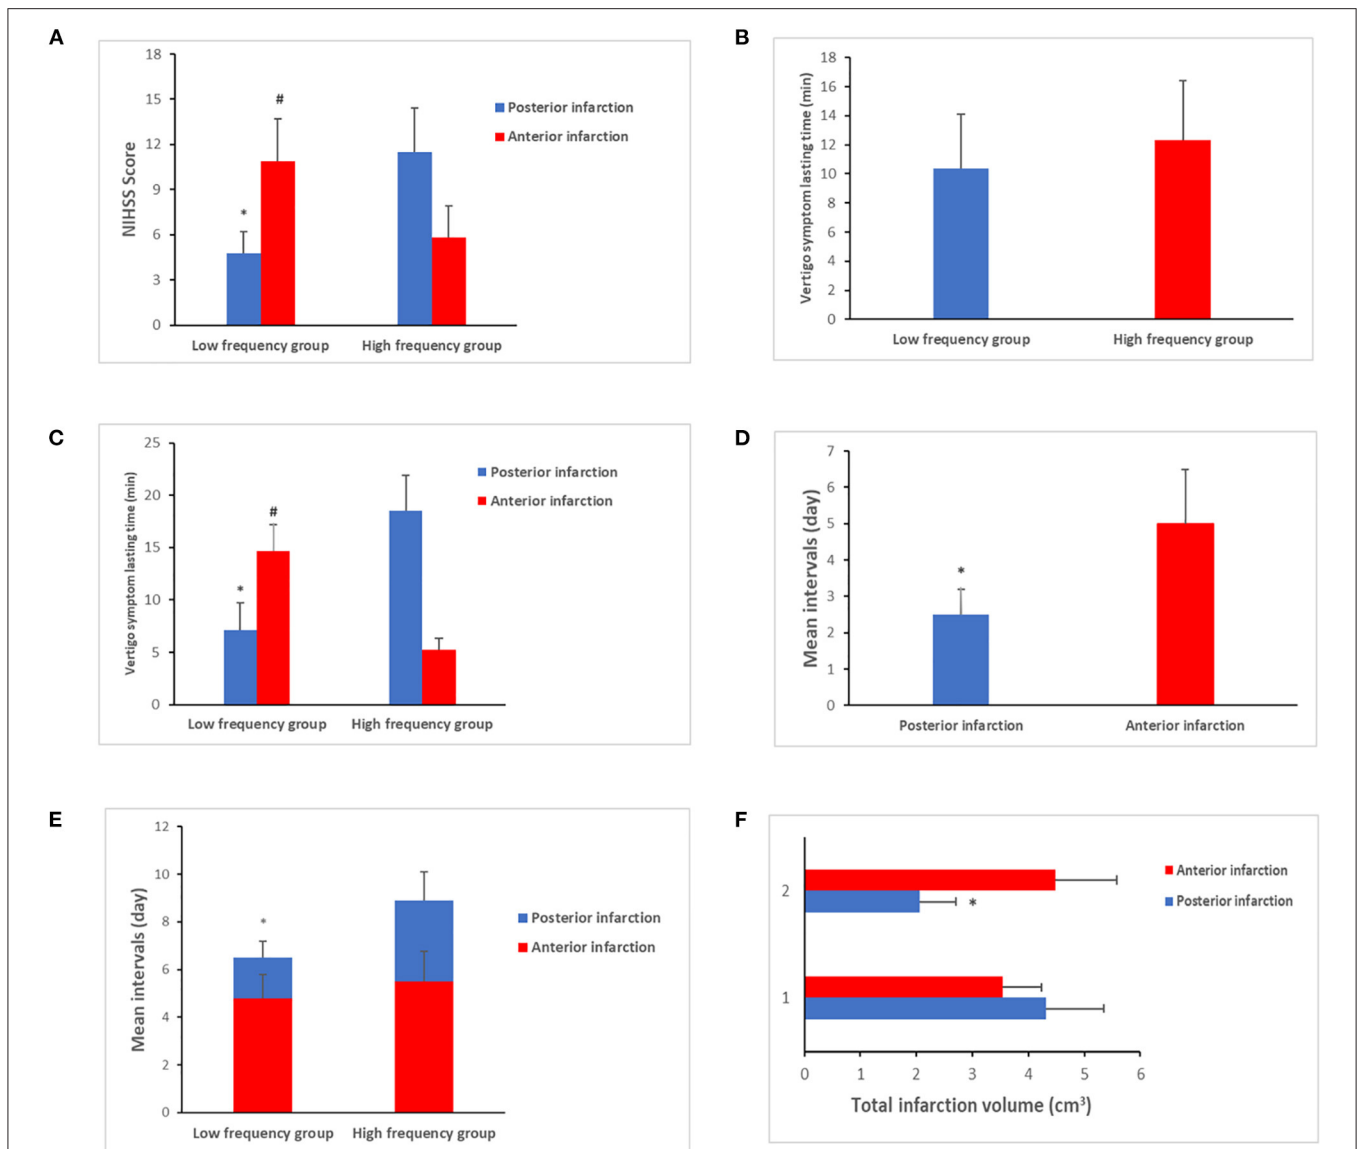 A
18
15
12
9
6
3
0
NIHSS Score
#
*
Posterior infarction
Anterior infarction
Low frequency group
High frequency group
B
18
16
14
12
10
8
6
4
2
0
Vertigo symptom lasting time (min)
Low frequency group
High frequency group
C
25
20
15
10
5
0
Vertigo symptom lasting time (min)
#
*
Posterior infarction
Anterior infarction
Low frequency group
High frequency group
D
7
6
5
4
3
2
1
0
Mean intervals (day)
*
Posterior infarction
Anterior infarction
E
12
10
8
6
4
2
0
Mean intervals (day)
*
Posterior infarction
Anterior infarction
Low frequency group
High frequency group
F
2
1
*
Anterior infarction
Posterior infarction
0 1 2 3 4 5 6
Total infarction volume (cm³)